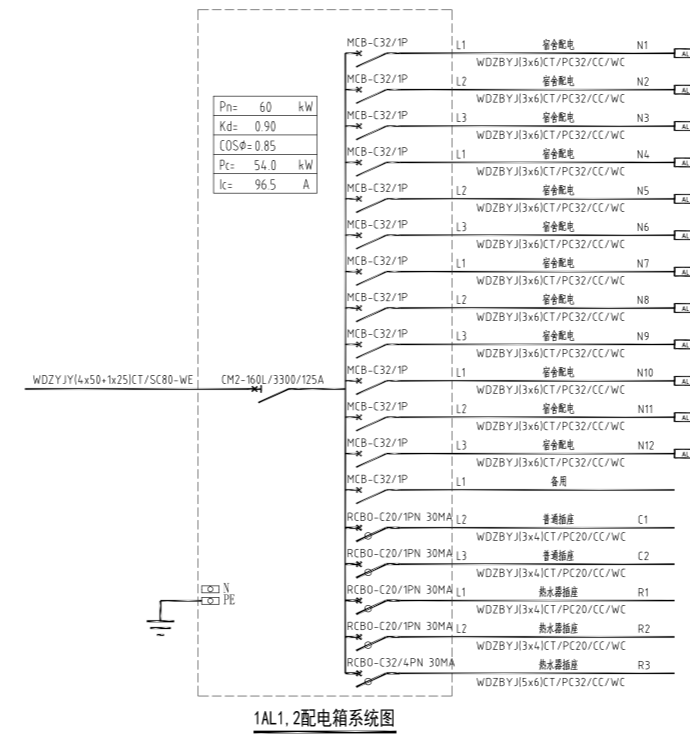 MCB-C32/1P L1 宿舍配电 N1 AL
WDZBYJ(3x6)CT/PC32/CC/WC
MCB-C32/1P L2 宿舍配电 N2 AL
WDZBYJ(3x6)CT/PC32/CC/WC
MCB-C32/1P L3 宿舍配电 N3 AL
WDZBYJ(3x6)CT/PC32/CC/WC
MCB-C32/1P L1 宿舍配电 N4 AL
WDZBYJ(3x6)CT/PC32/CC/WC
MCB-C32/1P L2 宿舍配电 N5 AL
WDZBYJ(3x6)CT/PC32/CC/WC
MCB-C32/1P L3 宿舍配电 N6 AL
WDZBYJ(3x6)CT/PC32/CC/WC
MCB-C32/1P L1 宿舍配电 N7 AL
WDZBYJ(3x6)CT/PC32/CC/WC
MCB-C32/1P L2 宿舍配电 N8 AL
WDZBYJ(3x6)CT/PC32/CC/WC
MCB-C32/1P L3 宿舍配电 N9 AL
WDZBYJ(3x6)CT/PC32/CC/WC
MCB-C32/1P L1 宿舍配电 N10 AL
WDZBYJ(3x6)CT/PC32/CC/WC
MCB-C32/1P L2 宿舍配电 N11 AL
WDZBYJ(3x6)CT/PC32/CC/WC
MCB-C32/1P L3 宿舍配电 N12 AL
WDZBYJ(3x6)CT/PC32/CC/WC
MCB-C32/1P L1 备用
RCBO-C20/1PN 30MA L2 普通插座 C1
WDZBYJ(3x4)CT/PC20/CC/WC
RCBO-C20/1PN 30MA L3 普通插座 C2
WDZBYJ(3x4)CT/PC20/CC/WC
RCBO-C20/1PN 30MA L1 热水器插座 R1
WDZBYJ(3x4)CT/PC20/CC/WC
RCBO-C20/1PN 30MA L2 热水器插座 R2
WDZBYJ(3x4)CT/PC20/CC/WC
RCBO-C32/4PN 30MA 热水器插座 R3
WDZBYJ(5x6)CT/PC32/CC/WC
Pn= 60 kW
Kd= 0.90
COSΦ= 0.85
Pc= 54.0 kW
Ic= 96.5 A
WDZYJY(4x50+1x25)CT/SC80-WE CM2-160L/3300/125A
N
PE
1AL1,2配电箱系统图